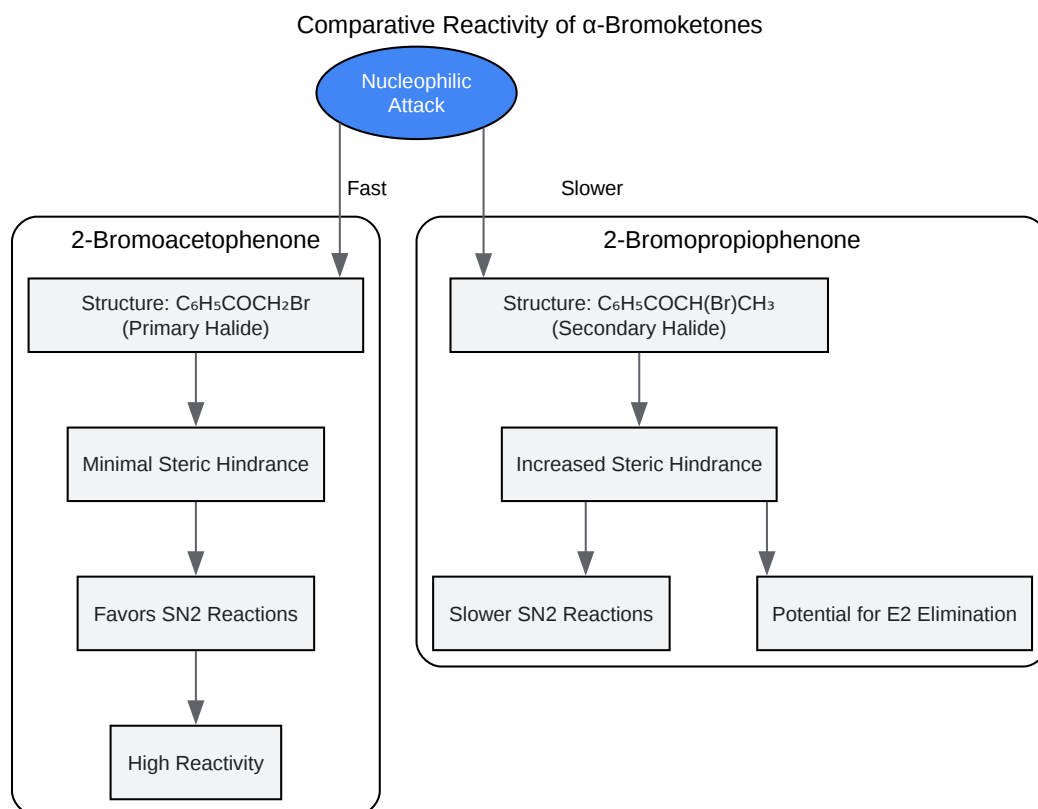 Comparative Reactivity of α-Bromoketones
Nucleophilic
Attack
Fast
Slower
2-Bromoacetophenone
Structure: C₆H₅COCH₂Br
(Primary Halide)
Minimal Steric Hindrance
Favors SN2 Reactions
High Reactivity
2-Bromopropiophenone
Structure: C₆H₅COCH(Br)CH₃
(Secondary Halide)
Increased Steric Hindrance
Slower SN2 Reactions
Potential for E2 Elimination